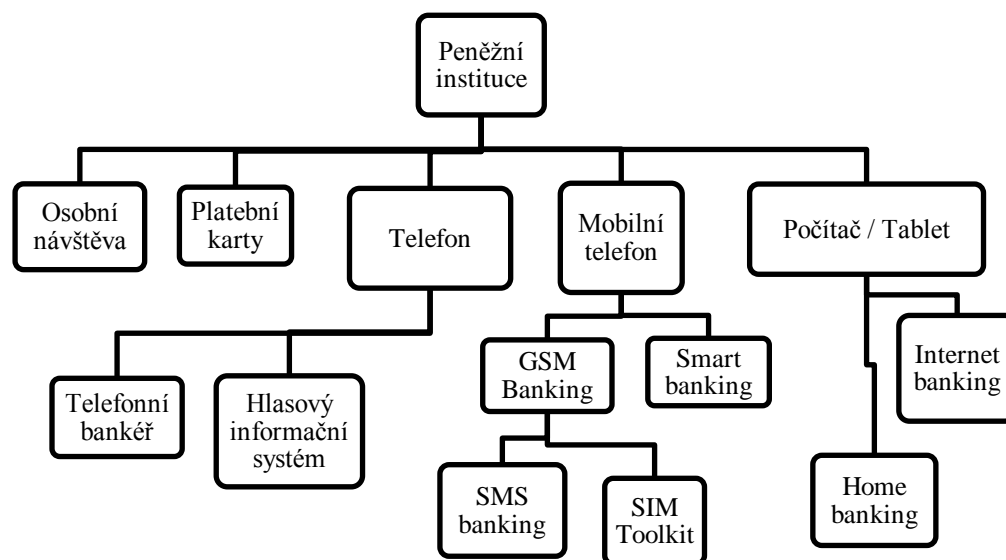 Peněžní
instituce
Osobní
návštěva
Platební
karty
Telefon
Mobilní
telefon
Počítač / Tablet
Telefonní
bankéř
Hlasový
informační
systém
GSM
Banking
Smart
banking
Internet
banking
SMS
banking
SIM
Toolkit
Home
banking